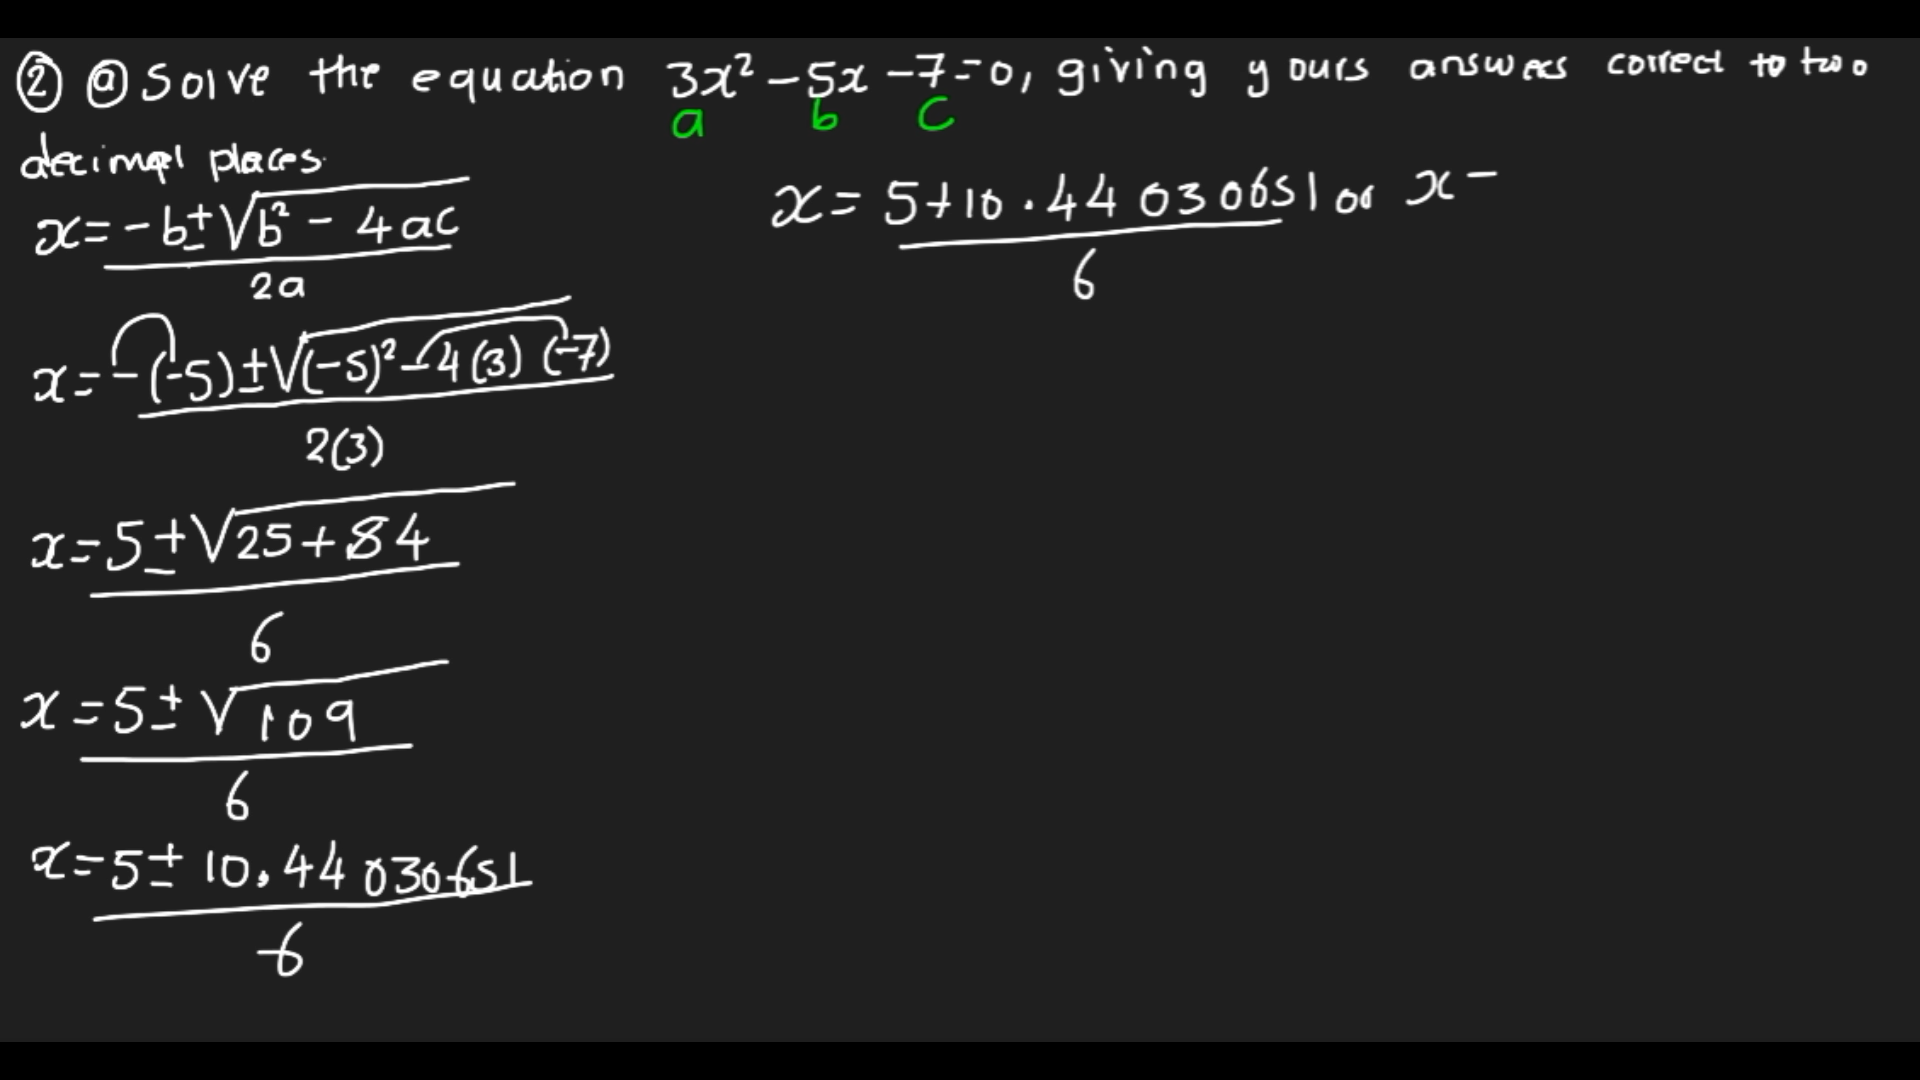 ② ⓐ Solve the equation 3x² - 5x - 7 = 0, giving yours answers correct to two
a b c
decimal places.
x = -b ± √b² - 4ac
2a
x = -(-5) ± √(-5)² - 4(3)(-7)
2(3)
x = 5 ± √25 + 84
6
x = 5 ± √109
6
x = 5 ± 10.44030651
6
x = 5 + 10.44030651 or x -
6